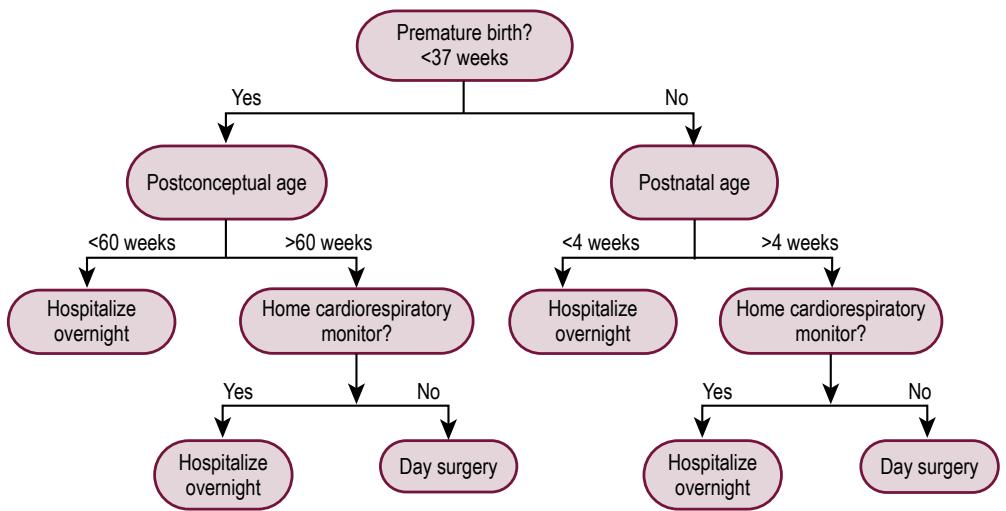 Premature birth?
<37 weeks
Yes
No
Postconceptual age
Postnatal age
<60 weeks
>60 weeks
<4 weeks
>4 weeks
Hospitalize
overnight
Home cardiorespiratory
monitor?
Hospitalize
overnight
Home cardiorespiratory
monitor?
Yes
No
Yes
No
Hospitalize
overnight
Day surgery
Hospitalize
overnight
Day surgery